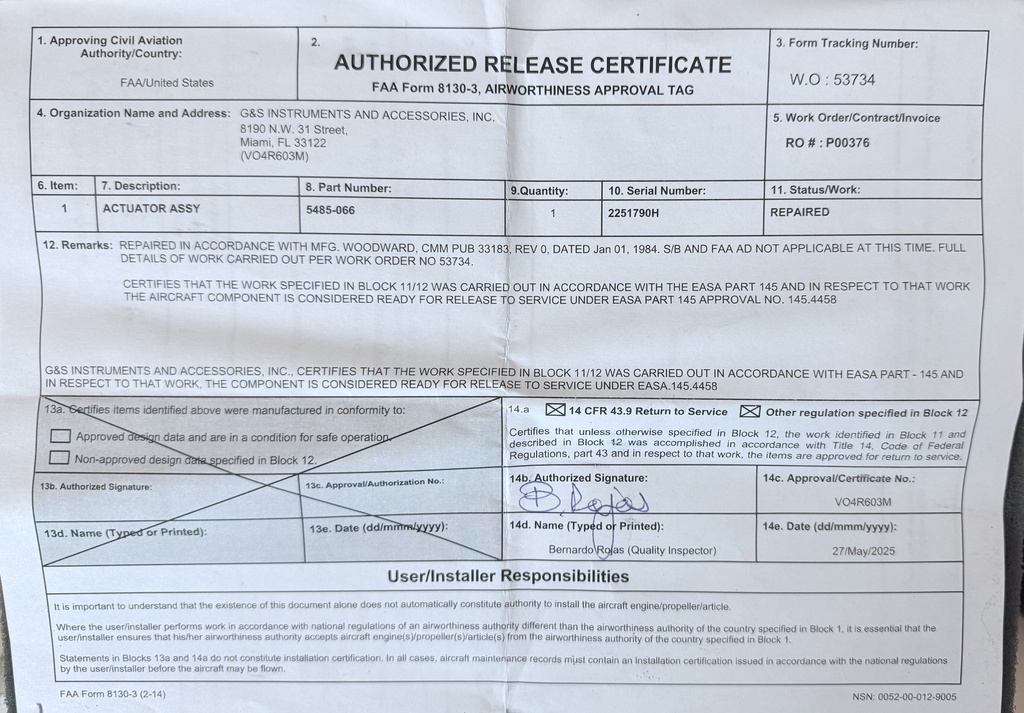 1. Approving Civil Aviation
Authority/Country:
FAA/United States
2.
AUTHORIZED RELEASE CERTIFICATE
FAA Form 8130-3, AIRWORTHINESS APPROVAL TAG
3. Form Tracking Number:
W.O : 53734
4. Organization Name and Address: G&S INSTRUMENTS AND ACCESSORIES, INC.
8190 N.W. 31 Street,
Miami, FL 33122
(VO4R603M)
5. Work Order/Contract/Invoice
RO # : P00376
6. Item: 7. Description: 8. Part Number: 9.Quantity: 10. Serial Number: 11. Status/Work:
1 ACTUATOR ASSY 5485-066 1 2251790H REPAIRED
12. Remarks: REPAIRED IN ACCORDANCE WITH MFG. WOODWARD, CMM PUB 33183, REV 0, DATED Jan 01, 1984. S/B AND FAA AD NOT APPLICABLE AT THIS TIME. FULL
DETAILS OF WORK CARRIED OUT PER WORK ORDER NO 53734.
CERTIFIES THAT THE WORK SPECIFIED IN BLOCK 11/12 WAS CARRIED OUT IN ACCORDANCE WITH THE EASA PART 145 AND IN RESPECT TO THAT WORK
THE AIRCRAFT COMPONENT IS CONSIDERED READY FOR RELEASE TO SERVICE UNDER EASA PART 145 APPROVAL NO. 145.4458
G&S INSTRUMENTS AND ACCESSORIES, INC., CERTIFIES THAT THE WORK SPECIFIED IN BLOCK 11/12 WAS CARRIED OUT IN ACCORDANCE WITH EASA PART - 145 AND
IN RESPECT TO THAT WORK, THE COMPONENT IS CONSIDERED READY FOR RELEASE TO SERVICE UNDER EASA.145.4458
13a. Certifies items identified above were manufactured in conformity to:
Approved design data and are in a condition for safe operation.
Non-approved design data specified in Block 12.
13b. Authorized Signature:
13c. Approval/Authorization No.:
13d. Name (Typed or Printed):
13e. Date (dd/mmm/yyyy):
14.a 14 CFR 43.9 Return to Service Other regulation specified in Block 12
Certifies that unless otherwise specified in Block 12, the work identified in Block 11 and
described in Block 12 was accomplished in accordance with Title 14, Code of Federal
Regulations, part 43 and in respect to that work, the items are approved for return to service.
14b. Authorized Signature:
B. Rojas
14c. Approval/Certificate No.:
VO4R603M
14d. Name (Typed or Printed):
Bernardo Rojas (Quality Inspector)
14e. Date (dd/mmm/yyyy):
27/May/2025
User/Installer Responsibilities
It is important to understand that the existence of this document alone does not automatically constitute authority to install the aircraft engine/propeller/article.
Where the user/installer performs work in accordance with national regulations of an airworthiness authority different than the airworthiness authority of the country specified in Block 1, it is essential that the
user/installer ensures that his/her airworthiness authority accepts aircraft engine(s)/propeller(s)/article(s) from the airworthiness authority of the country specified in Block 1.
Statements in Blocks 13a and 14a do not constitute installation certification. In all cases, aircraft maintenance records must contain an Installation certification issued in accordance with the national regulations
by the user/installer before the aircraft may be flown.
FAA Form 8130-3 (2-14)
NSN: 0052-00-012-9005